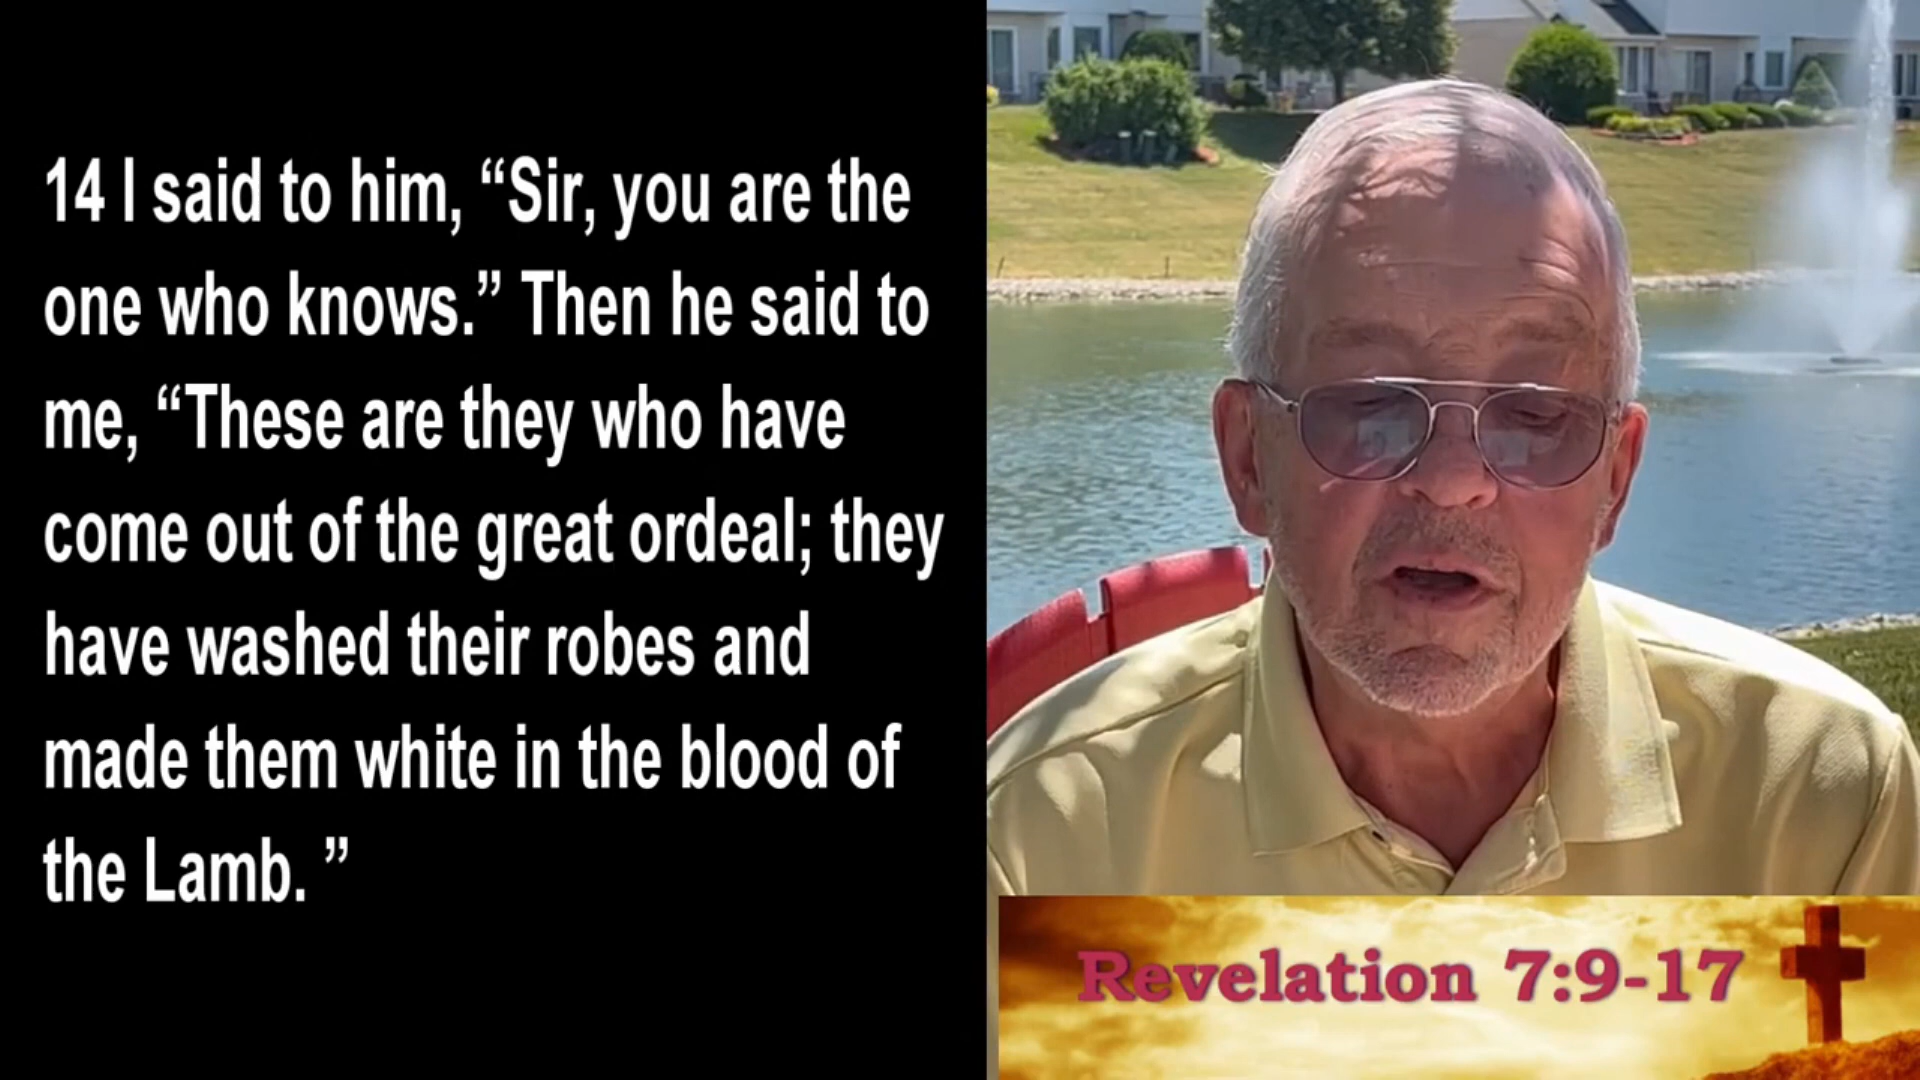 14 I said to him, “Sir, you are the
one who knows.” Then he said to
me, “These are they who have
come out of the great ordeal; they
have washed their robes and
made them white in the blood of
the Lamb. ”
Revelation 7:9-17